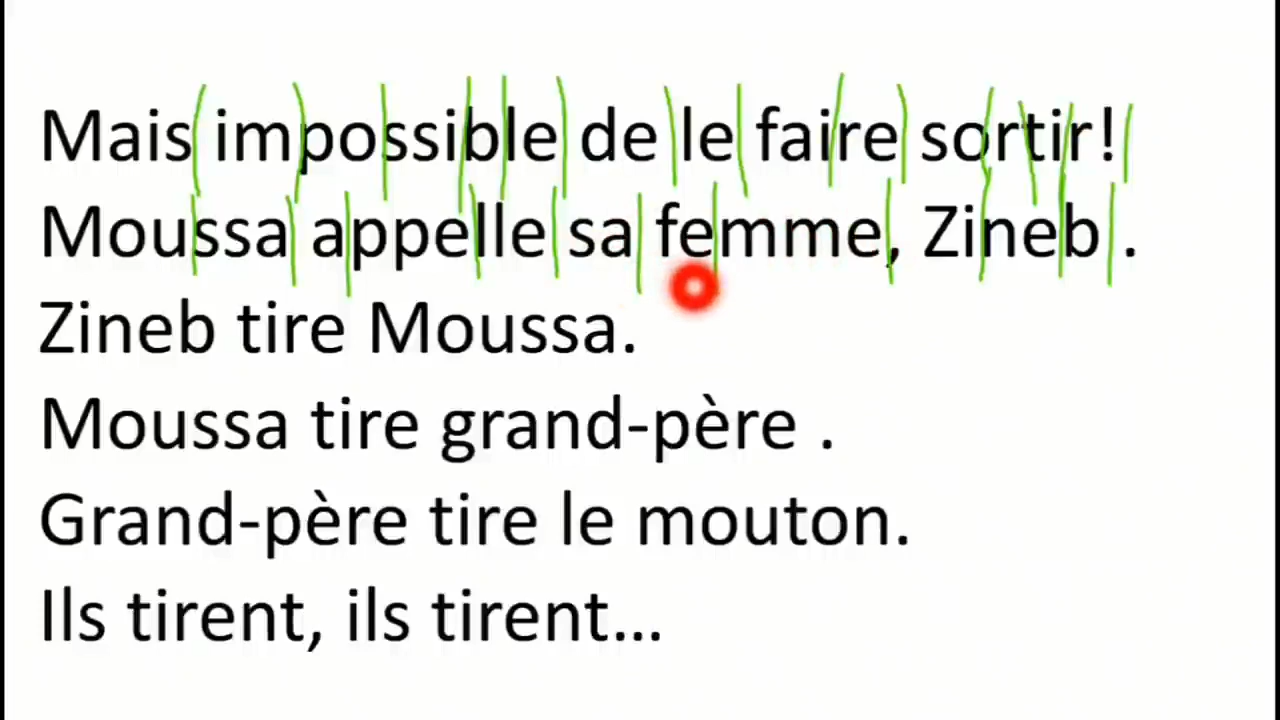 Mais impossible de le faire sortir!
Moussa appelle sa femme, Zineb .
Zineb tire Moussa.
Moussa tire grand-père .
Grand-père tire le mouton.
Ils tirent, ils tirent...